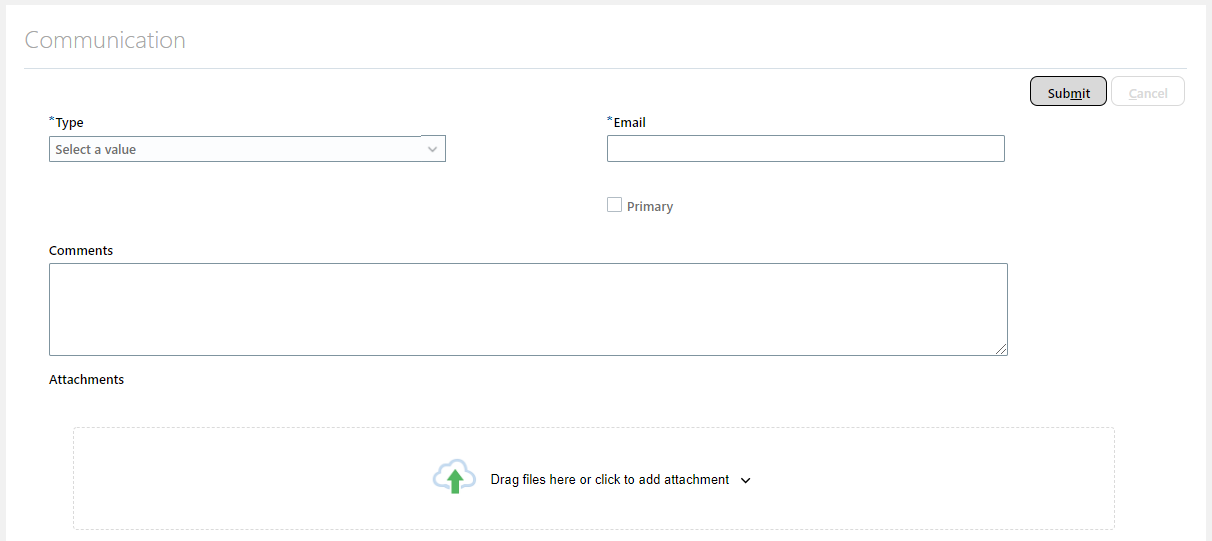 Communication
Submit Cancel
*Type *Email
Select a value
Primary
Comments
Attachments
Drag files here or click to add attachment